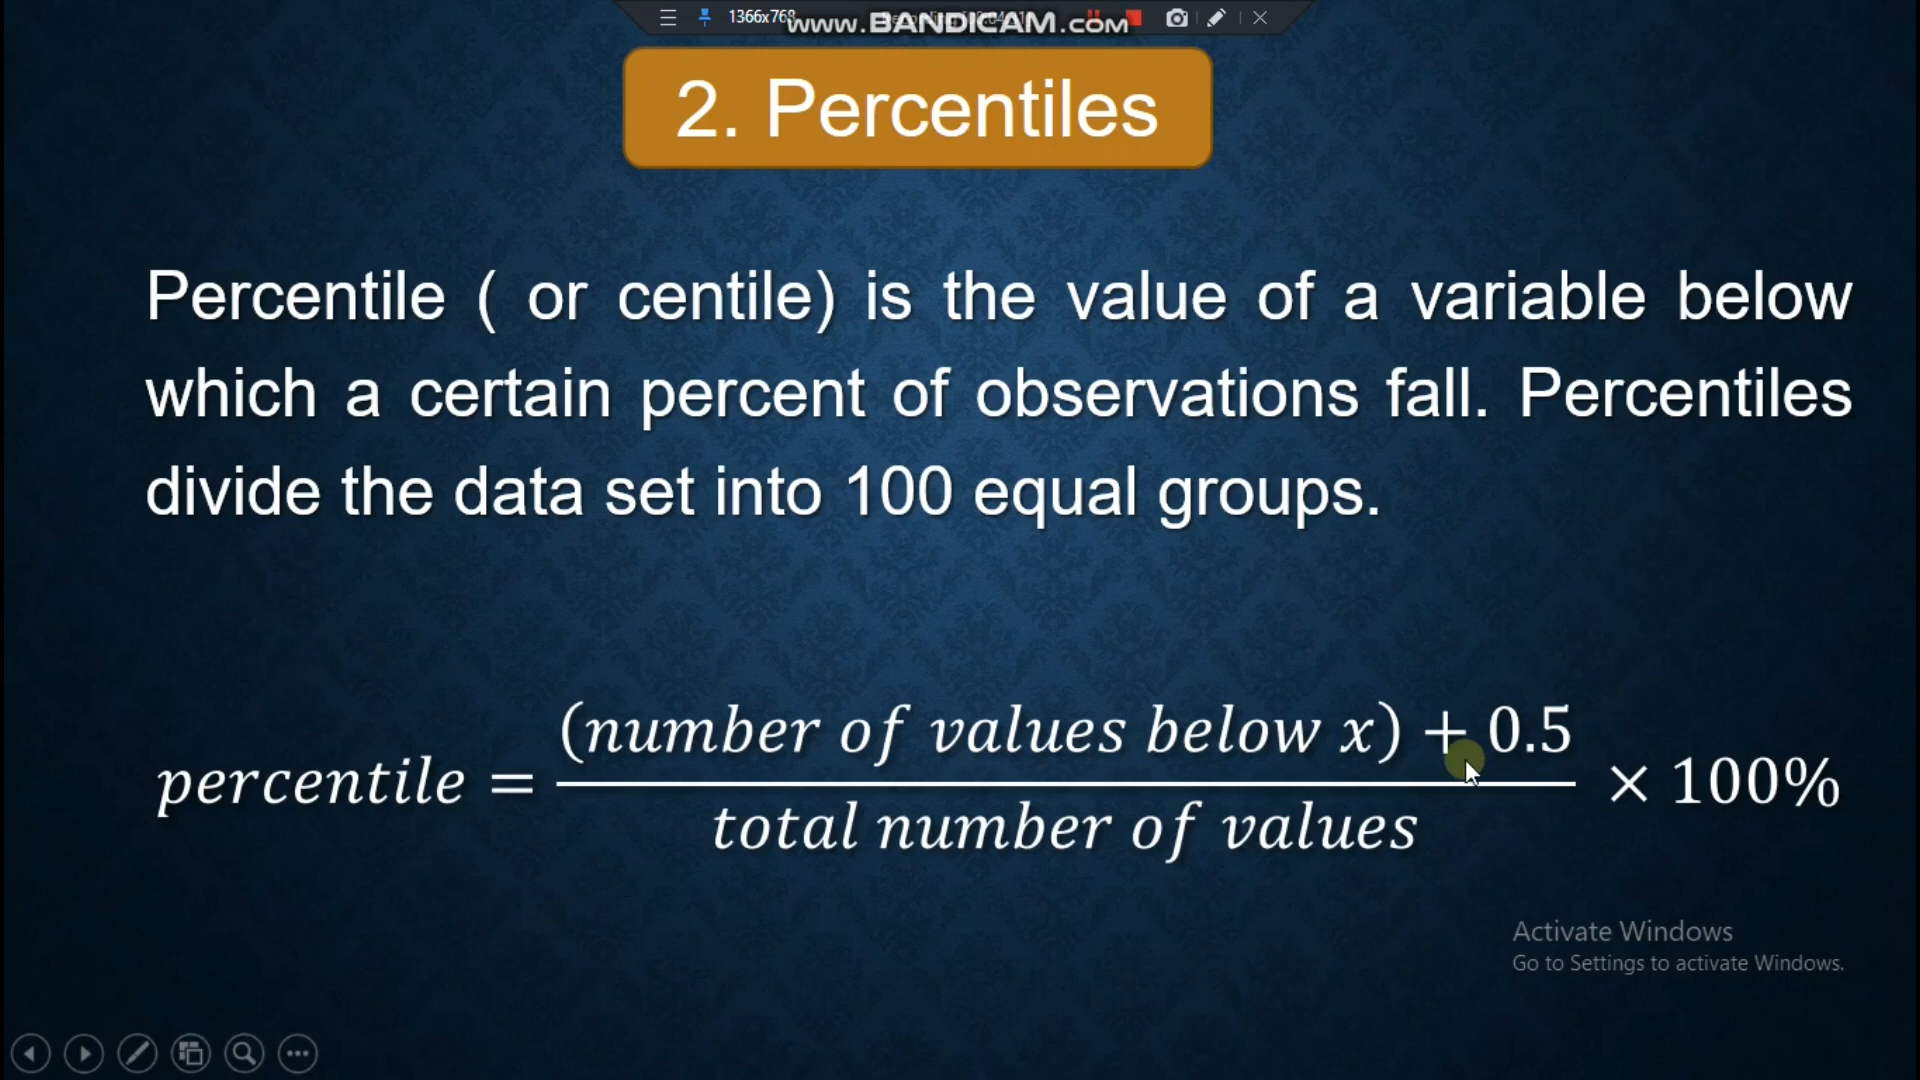 1366x768
www.BANDICAM.com
2. Percentiles
Percentile ( or centile) is the value of a variable below
which a certain percent of observations fall. Percentiles
divide the data set into 100 equal groups.
percentile = (number of values below x) + 0.5 / total number of values × 100%
Activate Windows
Go to Settings to activate Windows.